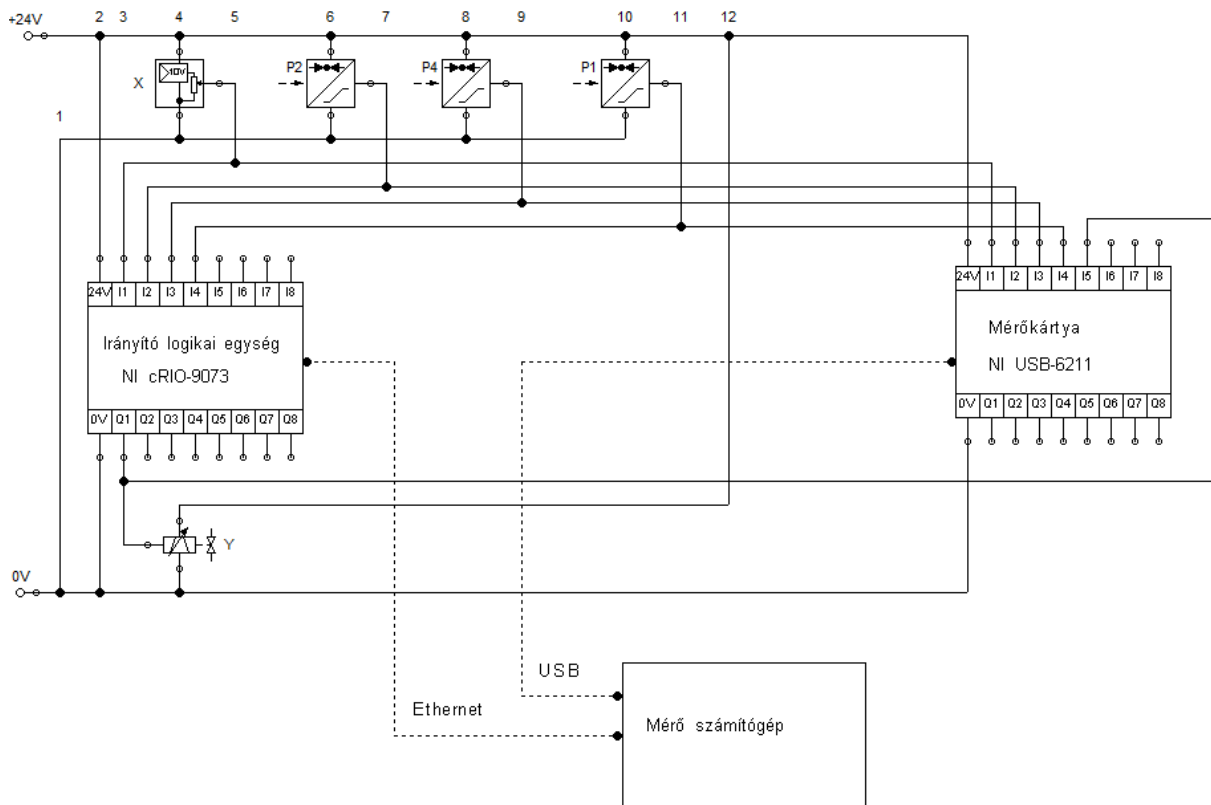 +24V 2 3 4 5 6 7 8 9 10 11 12
X 10V P2 P4 P1
1
24V I1 I2 I3 I4 I5 I6 I7 I8
Irányító logikai egység
NI cRIO-9073
0V Q1 Q2 Q3 Q4 Q5 Q6 Q7 Q8
24V I1 I2 I3 I4 I5 I6 I7 I8
Mérőkártya
NI USB-6211
0V Q1 Q2 Q3 Q4 Q5 Q6 Q7 Q8
Y
0V
USB
Ethernet
Mérő számítógép